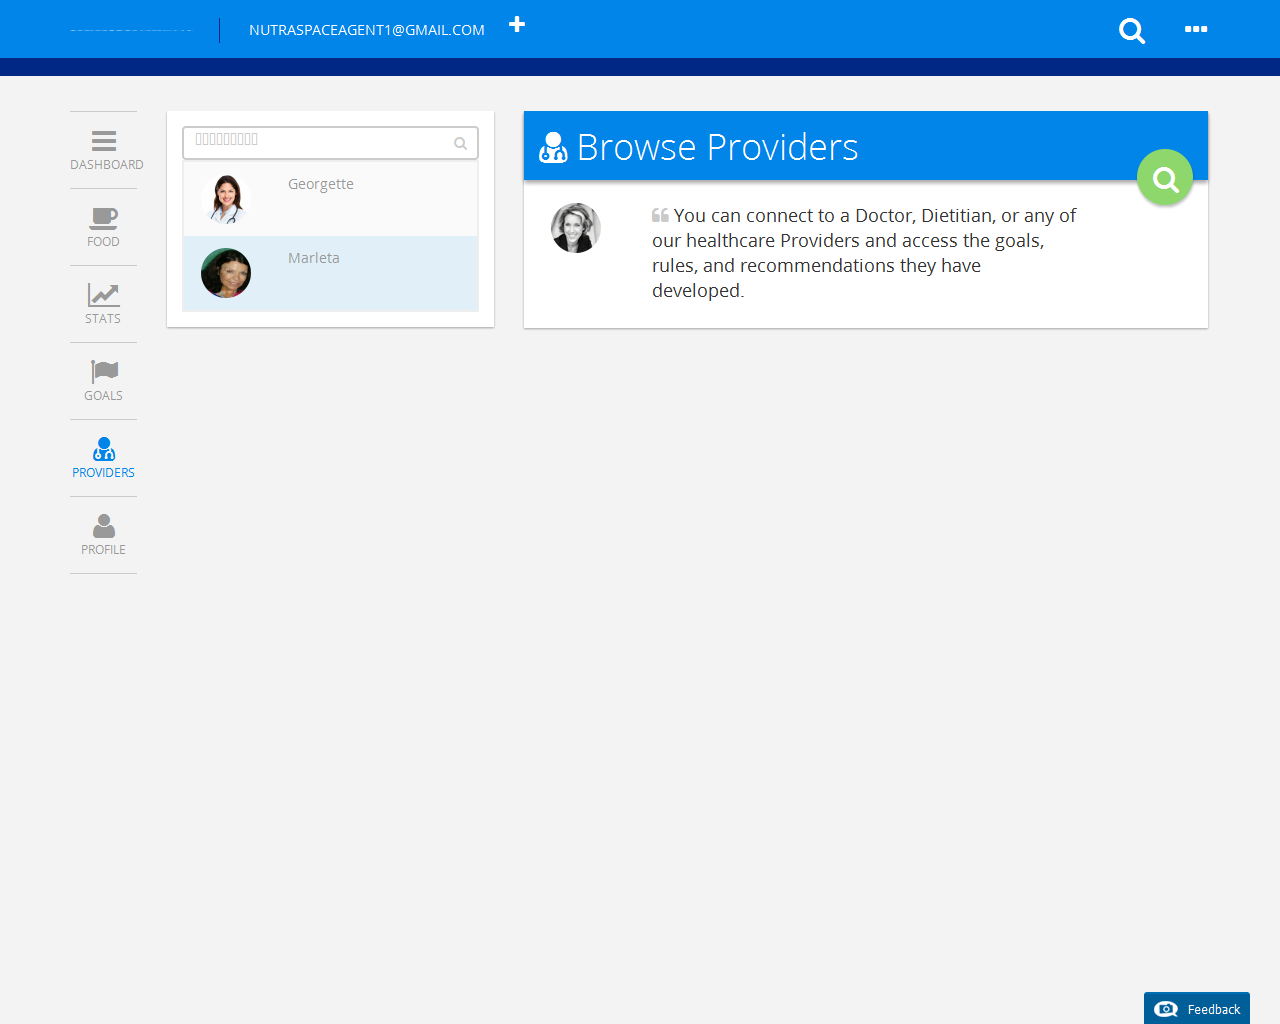 NUTRASPACEAGENT1@GMAIL.COM
DASHBOARD
FOOD
STATS
GOALS
PROVIDERS
PROFILE
Georgette
Marleta
Browse Providers
You can connect to a Doctor, Dietitian, or any of
our healthcare Providers and access the goals,
rules, and recommendations they have
developed.
Feedback